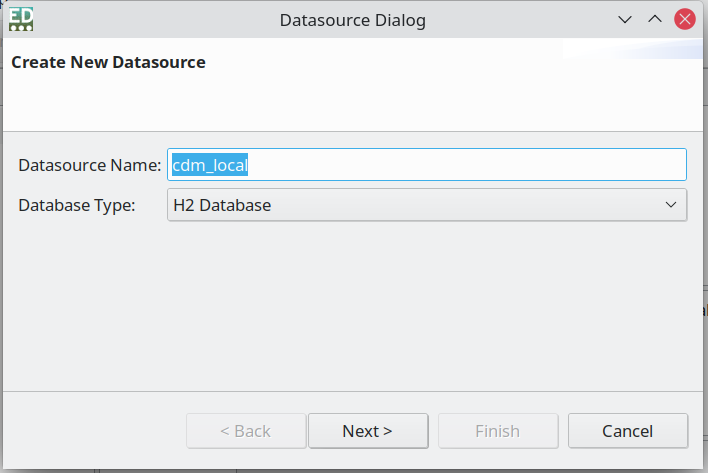 ED
Datasource Dialog
Create New Datasource
Datasource Name: cdm_local
Database Type: H2 Database
< Back Next > Finish Cancel